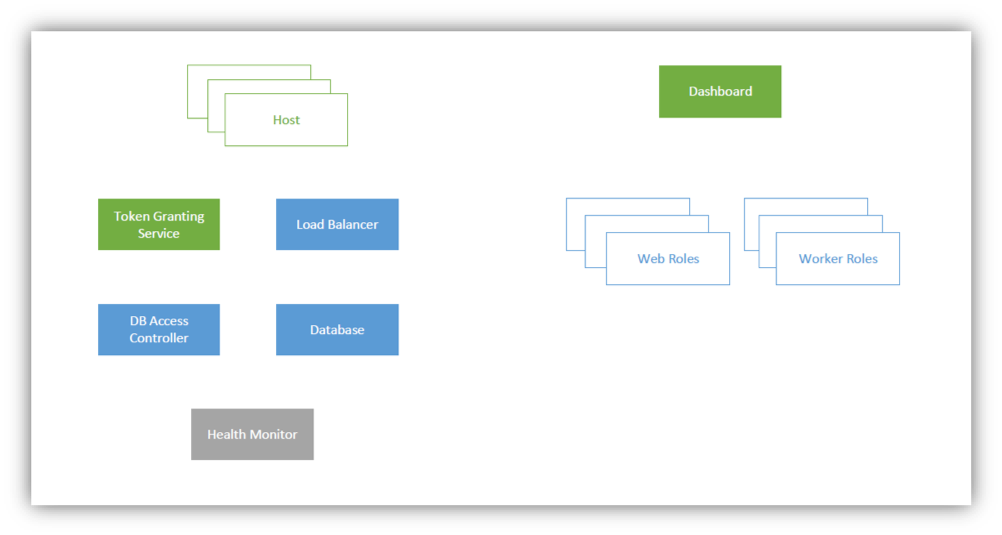 Host
Dashboard
Token Granting
Service
Load Balancer
Web Roles
Worker Roles
DB Access
Controller
Database
Health Monitor